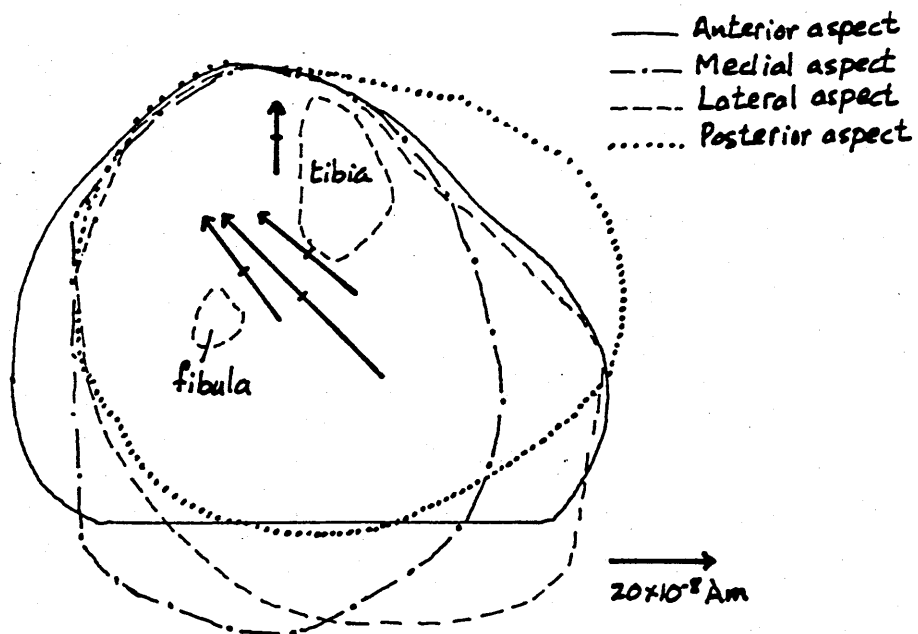 Anterior aspect
Medial aspect
Lateral aspect
Posterior aspect
tibia
fibula
20×10⁻⁸ Am